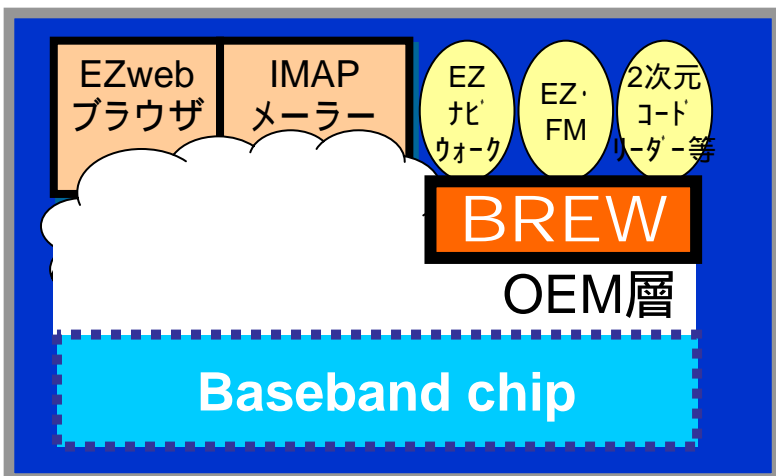 EZweb
ブラウザ
IMAP
メーラー
EZ
ﾅﾋﾞ
ｳｫｰｸ
EZ・
FM
2次元
ｺｰﾄﾞ
ﾘｰﾀﾞｰ等
BREW
OEM層
Baseband chip